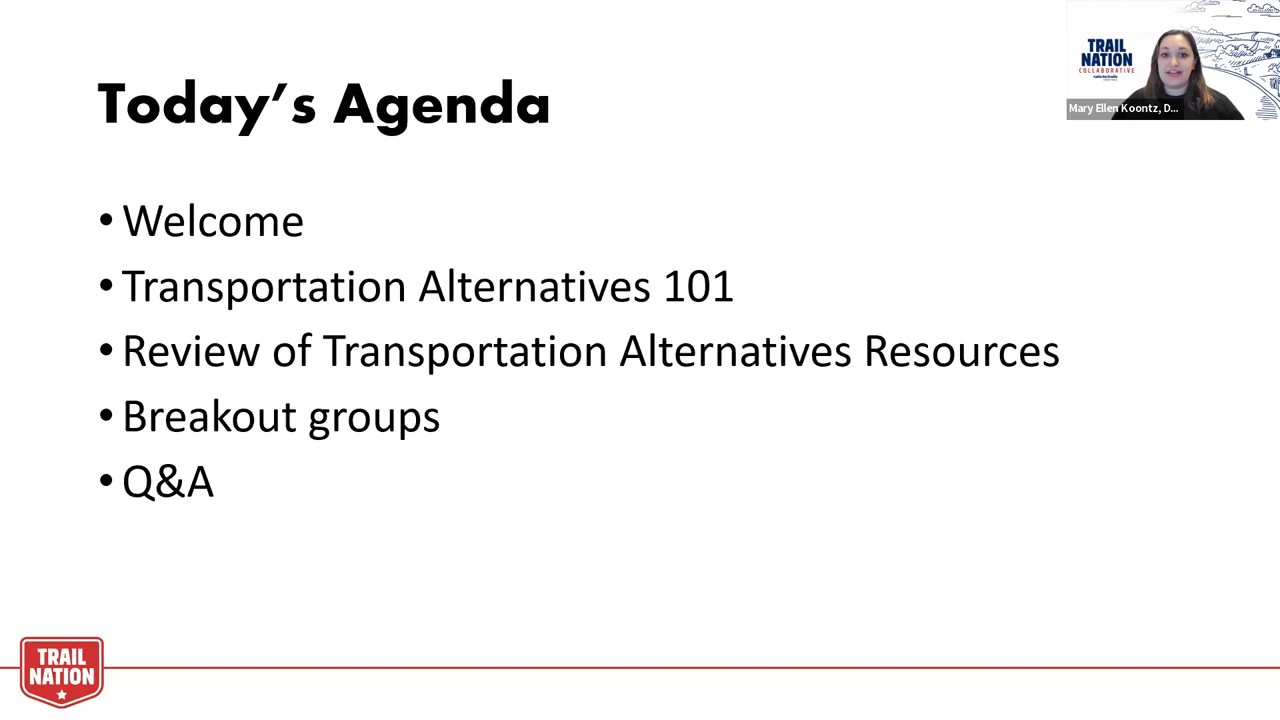 Today's Agenda
• Welcome
• Transportation Alternatives 101
• Review of Transportation Alternatives Resources
• Breakout groups
• Q&A
TRAIL
NATION
COLLABORATIVE
Mary Ellen Koontz, D...
TRAIL
NATION